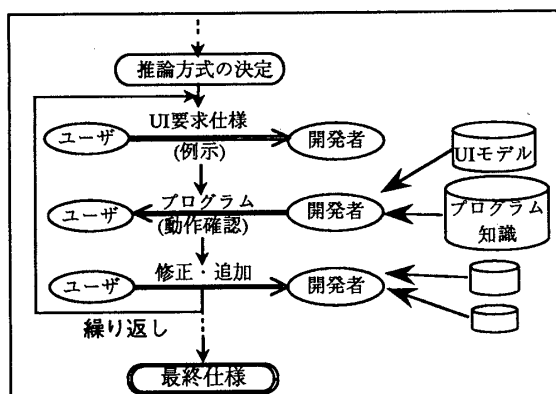 推論方式の決定
UI要求仕様
ユーザ
(例示)
開発者
UIモデル
プログラム
ユーザ
(動作確認)
開発者
プログラム
知識
修正・追加
ユーザ
開発者
繰り返し
最終仕様